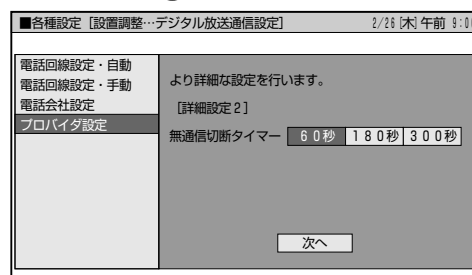 ■各種設定［設置調整…デジタル放送通信設定］ 2/26[木]午前 9:0
電話回線設定・自動
電話回線設定・手動
電話会社設定
プロバイダ設定
より詳細な設定を行います。
［詳細設定２］
無通信切断タイマー ６０秒 １８０秒 ３００秒
次へ